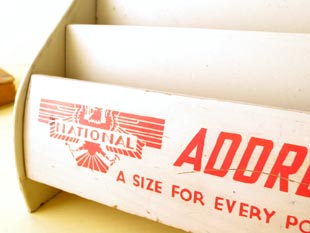 NATIONAL
ADDRE
A SIZE FOR EVERY PO